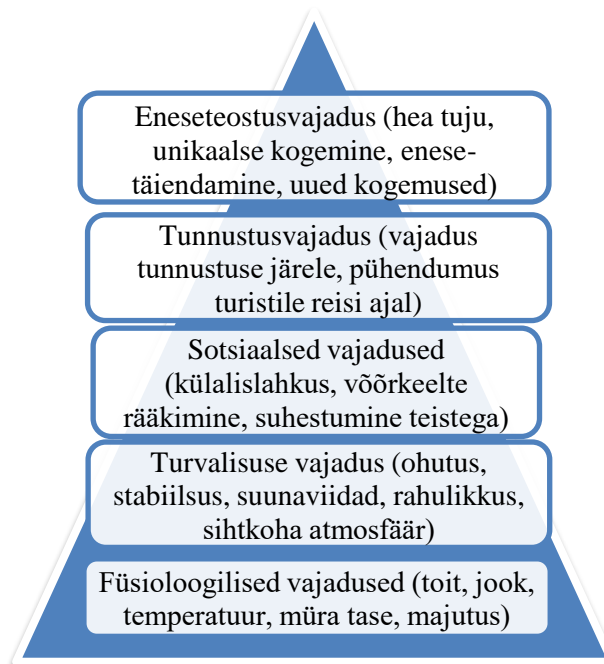 Eneseteostusvajadus (hea tuju,
unikaalse kogemine, enese-
täiendamine, uued kogemused)
Tunnustusvajadus (vajadus
tunnustuse järele, pühendumus
turistile reisi ajal)
Sotsiaalsed vajadused
(külalislahkus, võõrkeelte
rääkimine, suhestumine teistega)
Turvalisuse vajadus (ohutus,
stabiilsus, suunaviidad, rahulikkus,
sihtkoha atmosfäär)
Füsioloogilised vajadused (toit, jook,
temperatuur, müra tase, majutus)